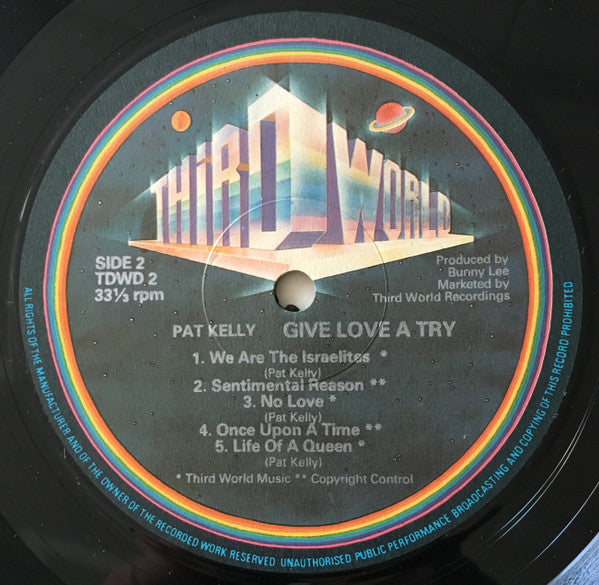 THIRD WORLD
SIDE 2
TDWD 2
33⅓ rpm
Produced by
Bunny Lee
Marketed by
Third World Recordings
PAT KELLY GIVE LOVE A TRY
1. We Are The Israelites *
(Pat Kelly)
2. Sentimental Reason **
3. No Love *
(Pat Kelly)
4. Once Upon A Time **
5. Life Of A Queen *
(Pat Kelly)
* Third World Music ** Copyright Control
ALL RIGHTS OF THE MANUFACTURER AND OF THE OWNER OF THE RECORDED WORK RESERVED UNAUTHORISED PUBLIC PERFORMANCE BROADCASTING AND COPYING OF THIS RECORD PROHIBITED